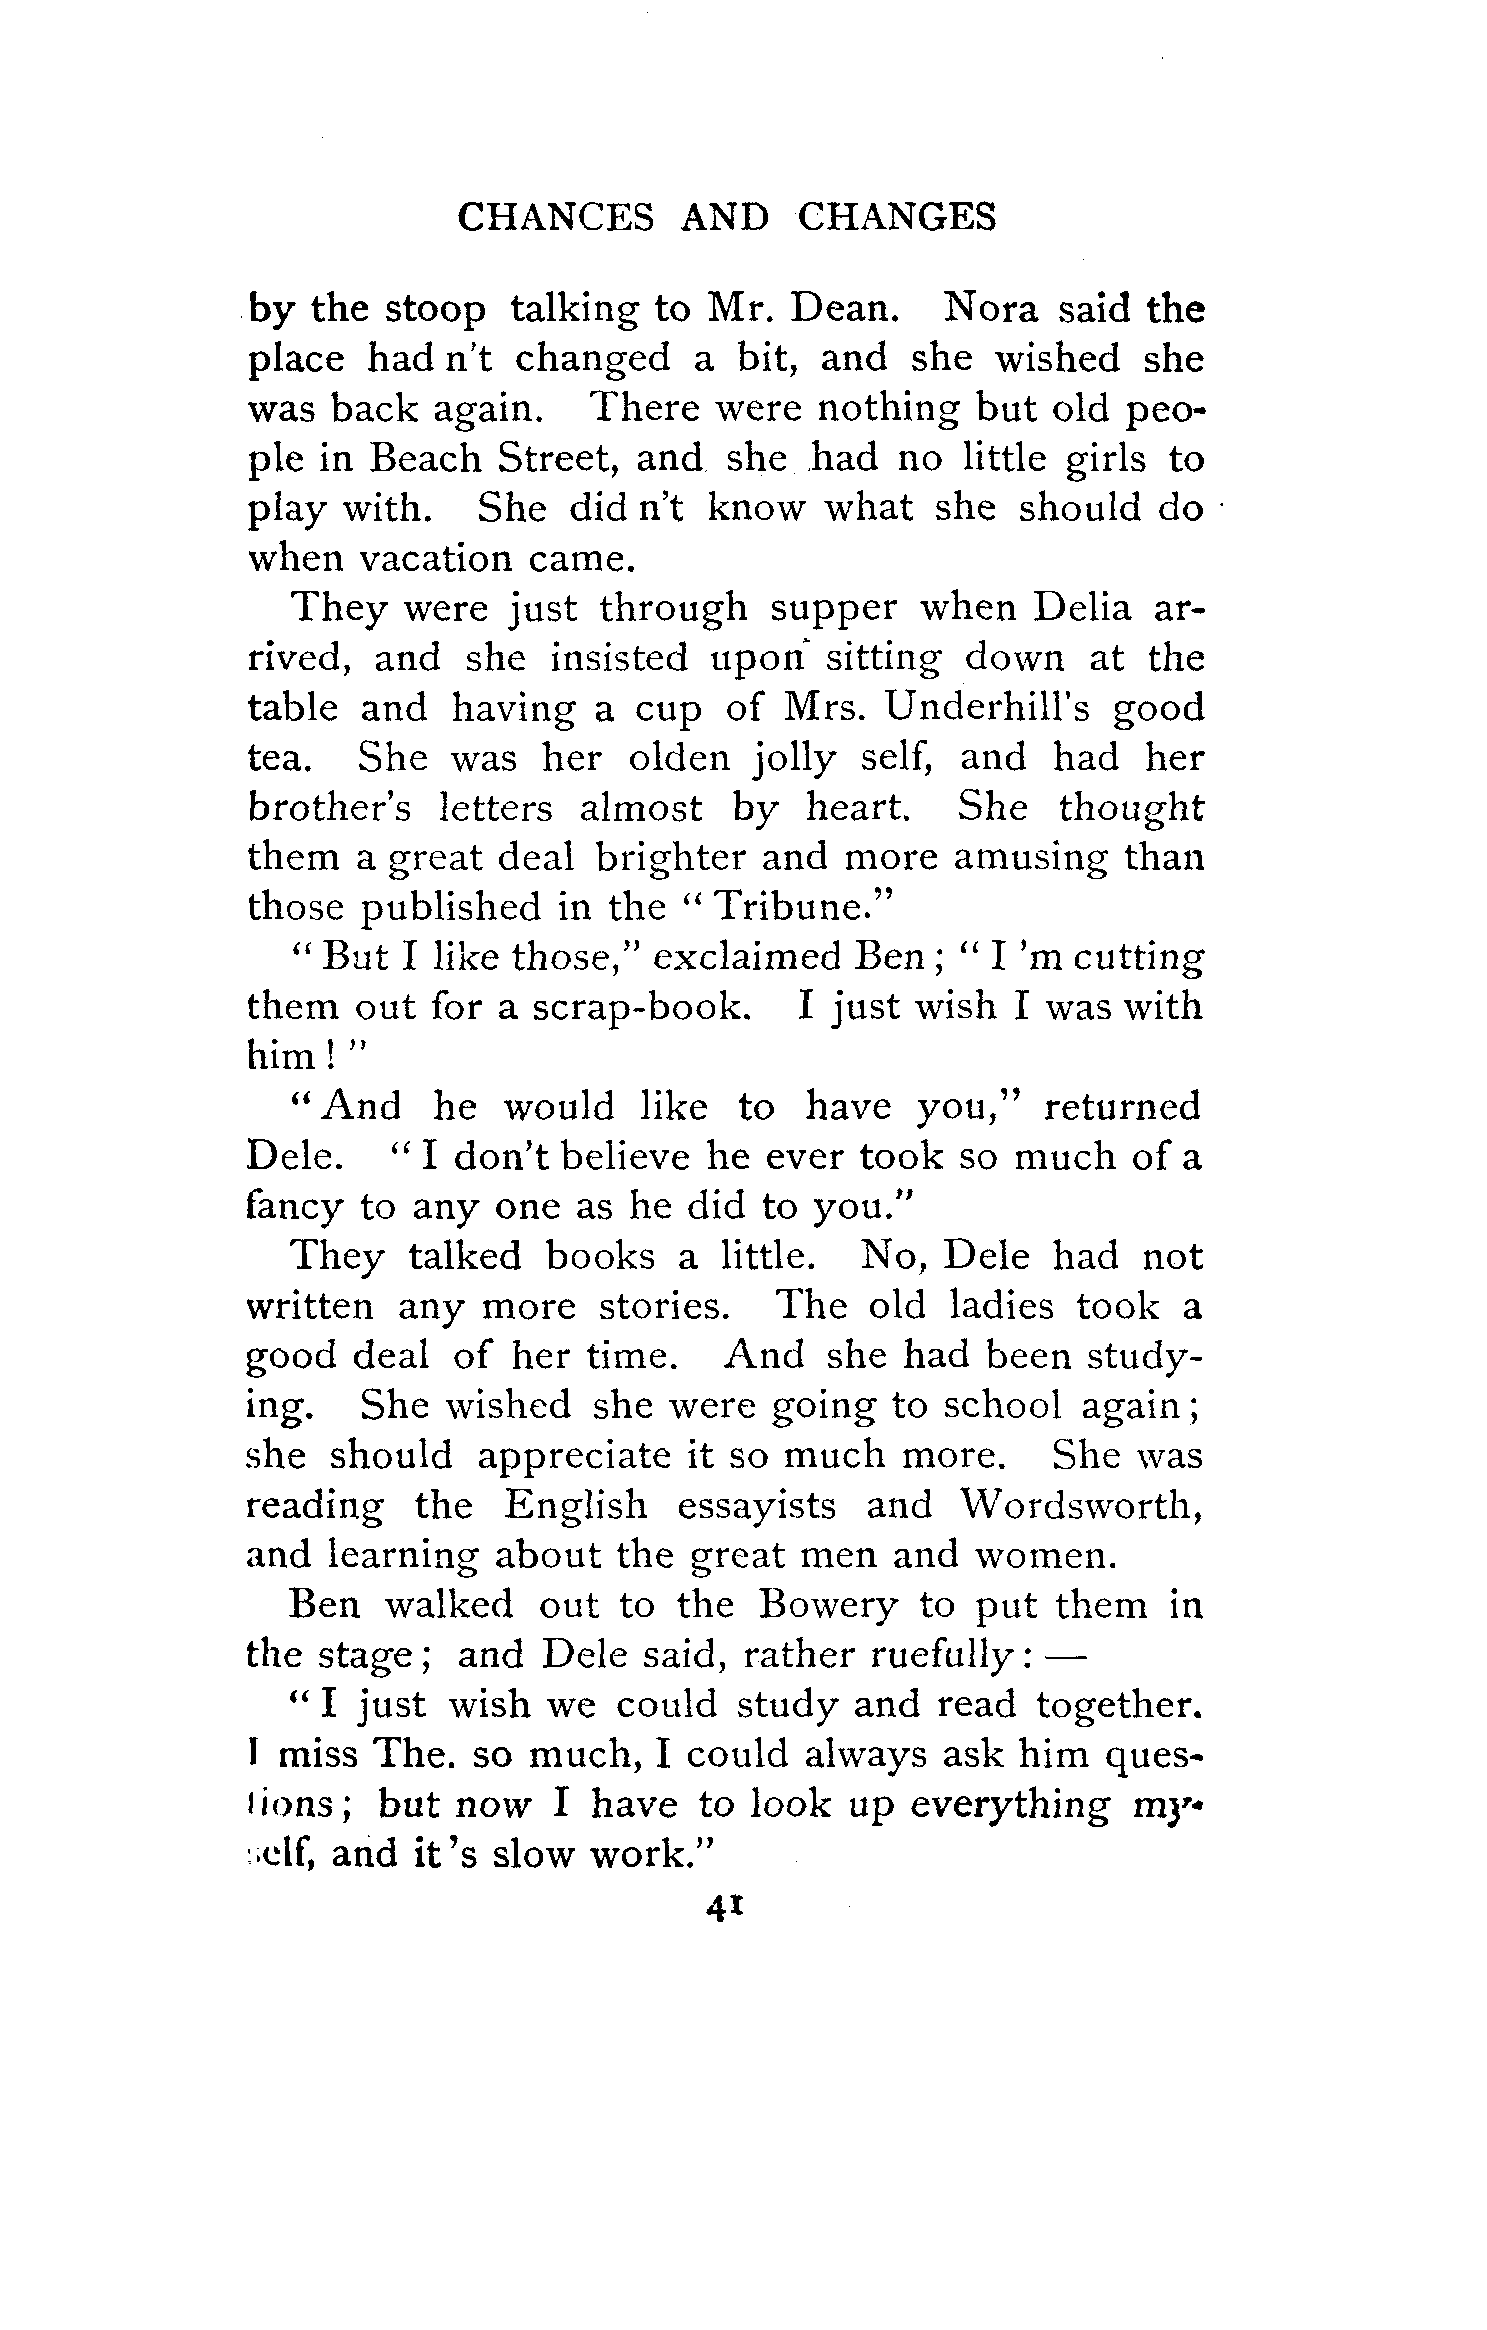 CHANCES AND CHANGES
by the stoop talking to Mr. Dean. Nora said the
place had n't changed a bit, and she wished she
was back again. There were nothing but old peo-
ple in Beach Street, and she had no little girls to
play with. She did n't know what she should do
when vacation came.
They were just through supper when Delia ar-
rived, and she insisted upon sitting down at the
table and having a cup of Mrs. Underhill's good
tea. She was her olden jolly self, and had her
brother's letters almost by heart. She thought
them a great deal brighter and more amusing than
those published in the “ Tribune.”
“ But I like those,” exclaimed Ben ; “ I 'm cutting
them out for a scrap-book. I just wish I was with
him ! ”
“ And he would like to have you,” returned
Dele. “ I don't believe he ever took so much of a
fancy to any one as he did to you.”
They talked books a little. No, Dele had not
written any more stories. The old ladies took a
good deal of her time. And she had been study-
ing. She wished she were going to school again ;
she should appreciate it so much more. She was
reading the English essayists and Wordsworth,
and learning about the great men and women.
Ben walked out to the Bowery to put them in
the stage ; and Dele said, rather ruefully : —
“ I just wish we could study and read together.
I miss The. so much, I could always ask him ques-
tions ; but now I have to look up everything my-
self, and it 's slow work.”
41